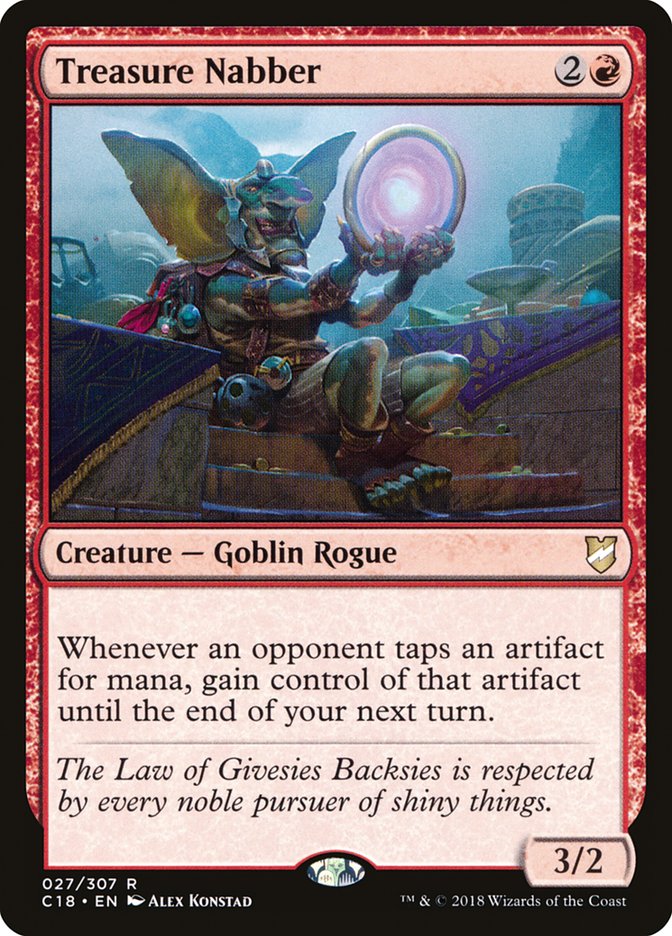 Treasure Nabber 2
Creature — Goblin Rogue
Whenever an opponent taps an artifact
for mana, gain control of that artifact
until the end of your next turn.
The Law of Givesies Backsies is respected
by every noble pursuer of shiny things.
3/2
027/307 R
C18 • EN Alex Konstad
™ & © 2018 Wizards of the Coast